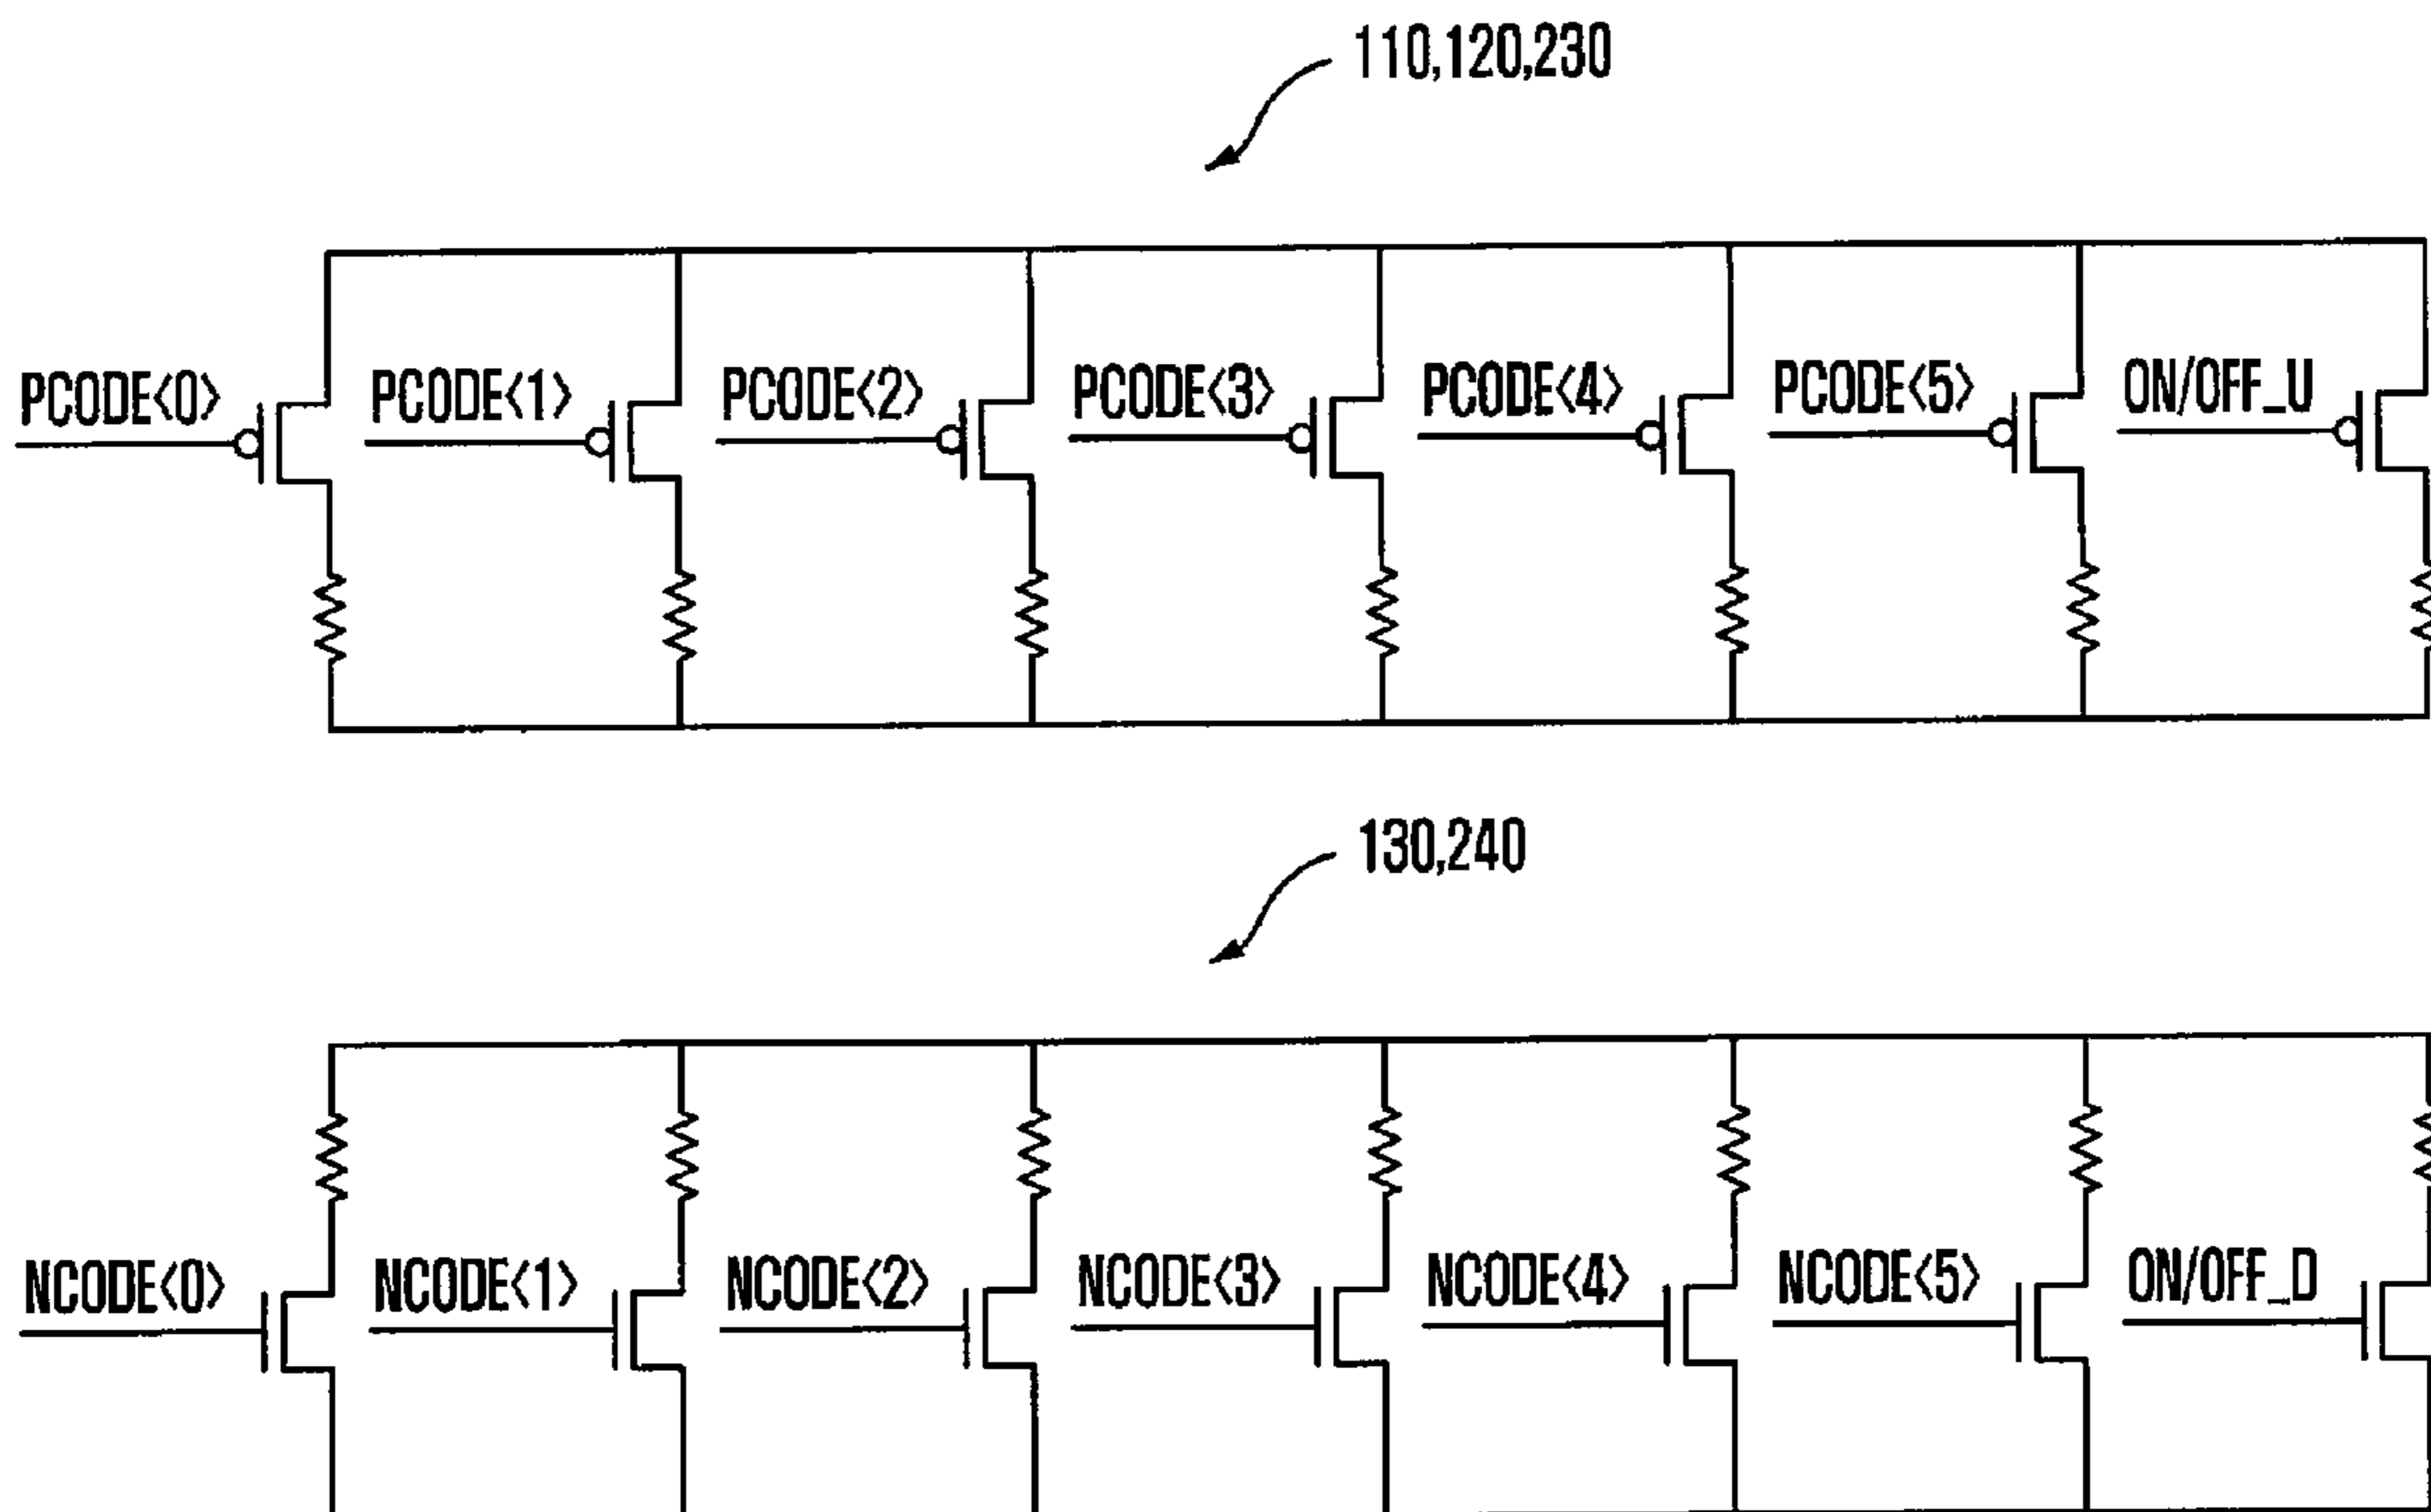 110,120,230
PCODE<0> PCODE<1> PCODE<2> PCODE<3> PCODE<4> PCODE<5> ON/OFF_U
130,240
NCODE<0> NCODE<1> NCODE<2> NCODE<3> NCODE<4> NCODE<5> ON/OFF_D